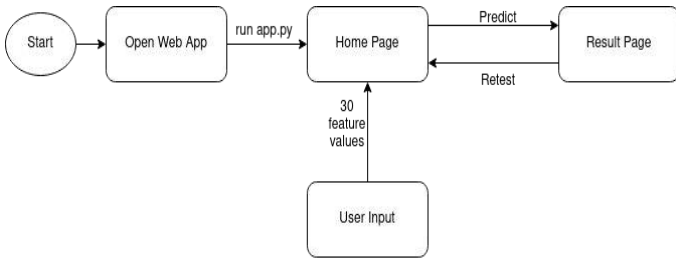 Start
Open Web App
run app.py
Home Page
Predict
Result Page
Retest
30
feature
values
User Input